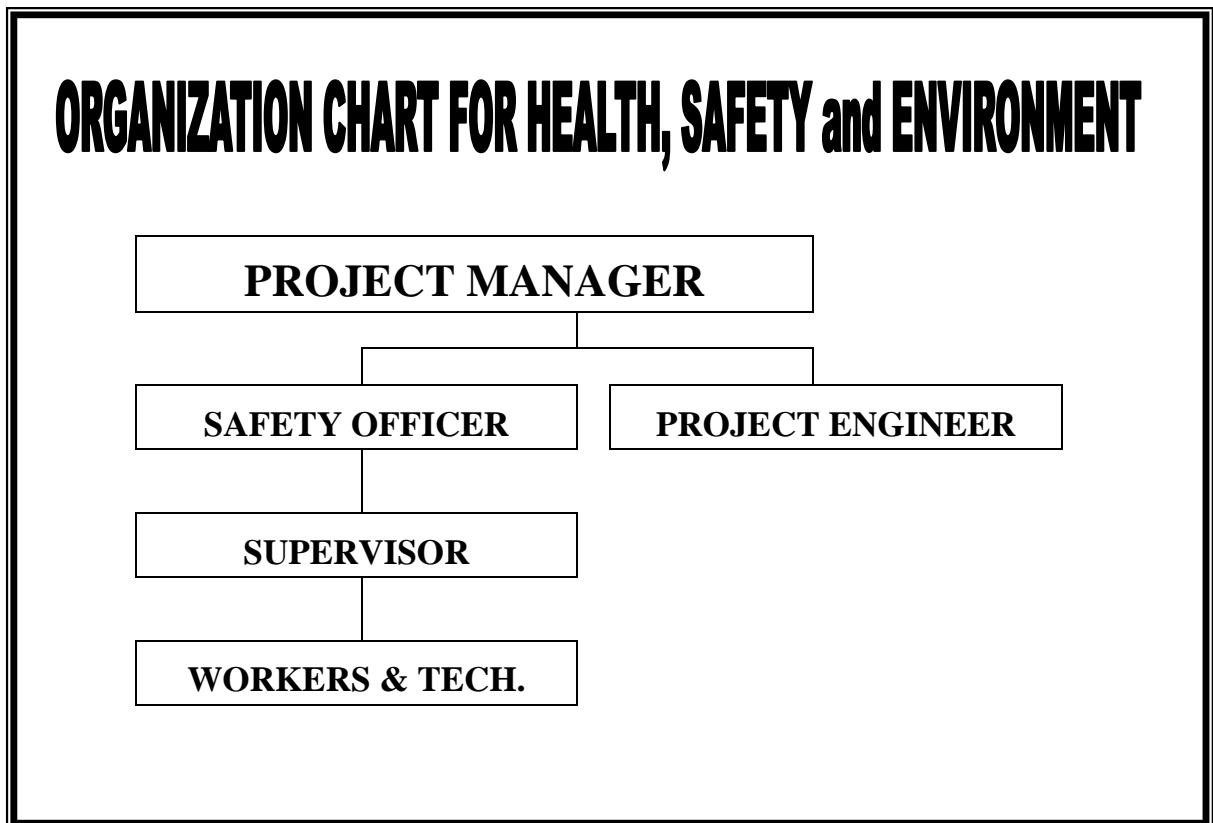 ORGANIZATION CHART FOR HEALTH, SAFETY and ENVIRONMENT
PROJECT MANAGER
SAFETY OFFICER
PROJECT ENGINEER
SUPERVISOR
WORKERS & TECH.